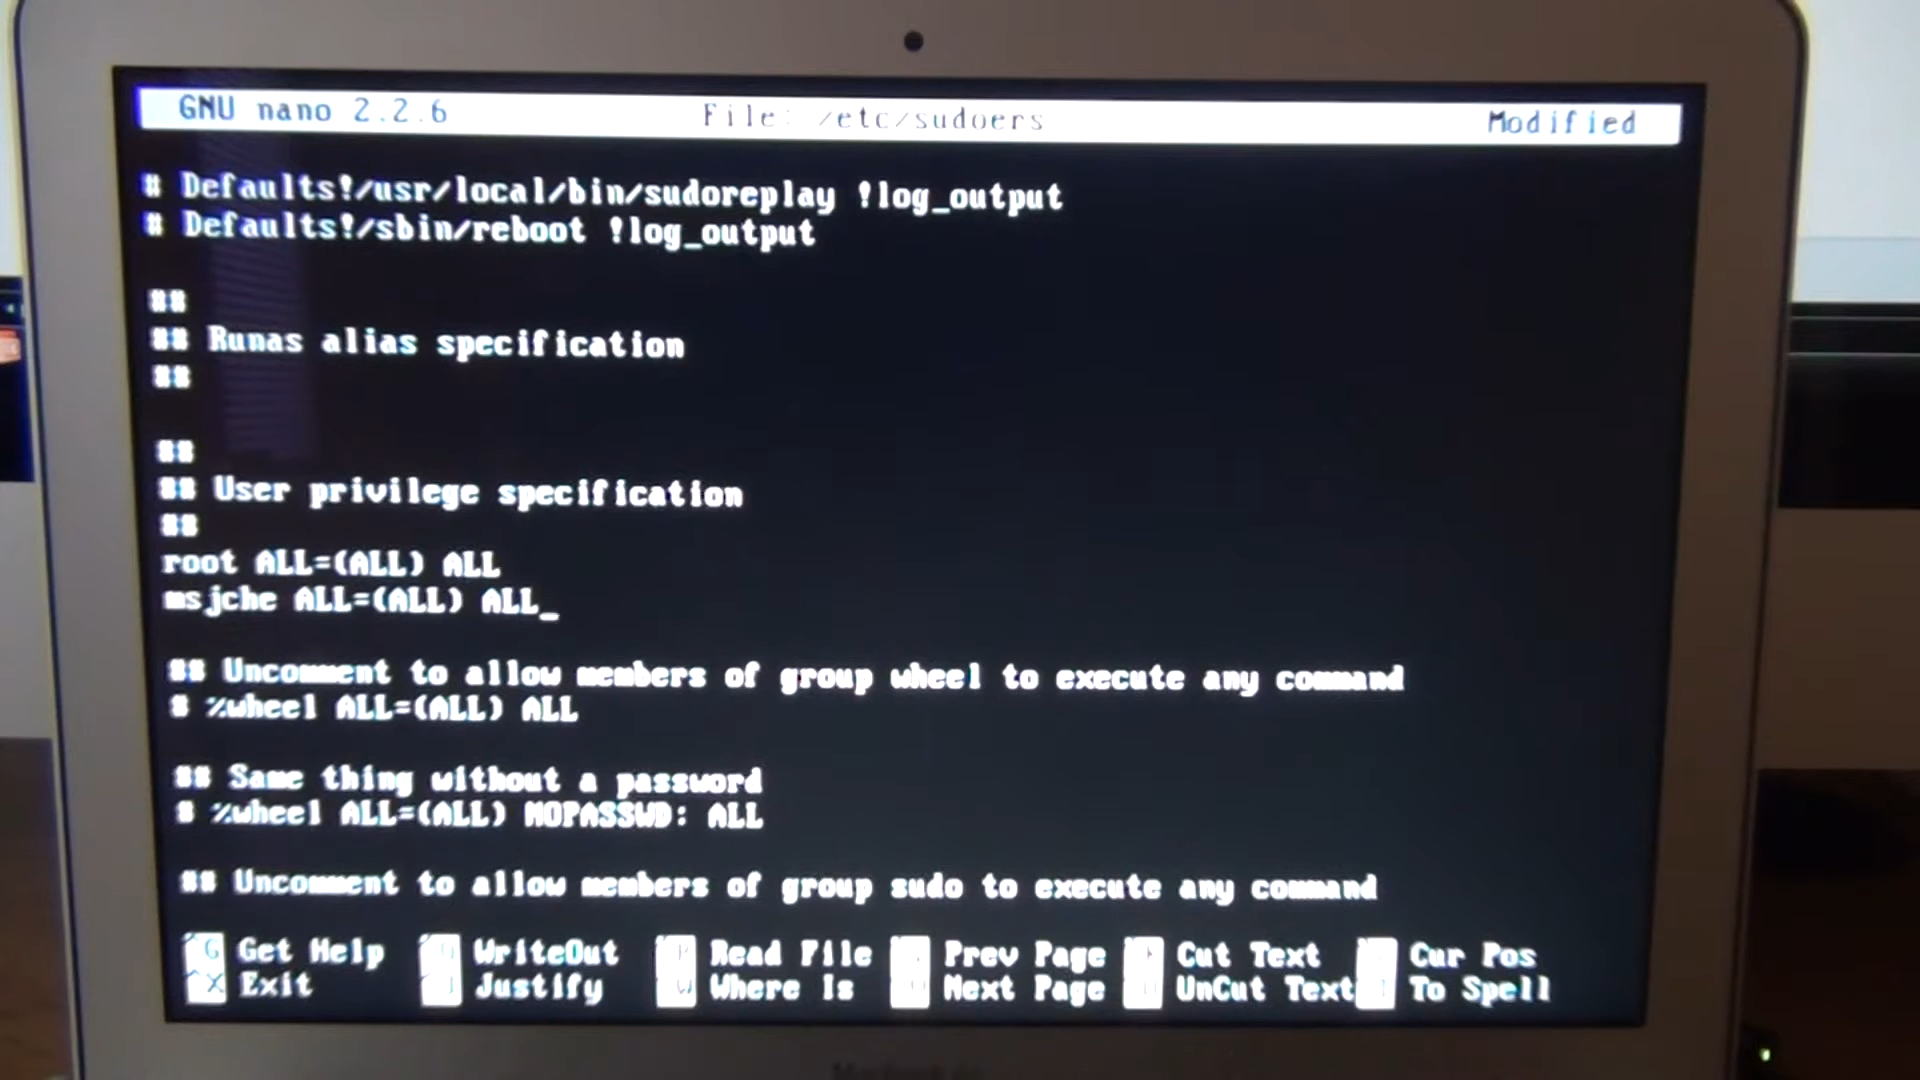 GNU nano 2.2.6 File: /etc/sudoers Modified
# Defaults!/usr/local/bin/sudoreplay !log_output
# Defaults!/sbin/reboot !log_output
##
## Runas alias specification
##
##
## User privilege specification
##
root ALL=(ALL) ALL
msjche ALL=(ALL) ALL_
## Uncomment to allow members of group wheel to execute any command
# %wheel ALL=(ALL) ALL
## Same thing without a password
# %wheel ALL=(ALL) NOPASSWD: ALL
## Uncomment to allow members of group sudo to execute any command
^G Get Help WriteOut Read File Prev Page Cut Text Cur Pos
^X Exit Justify Where Is Next Page UnCut Text To Spell